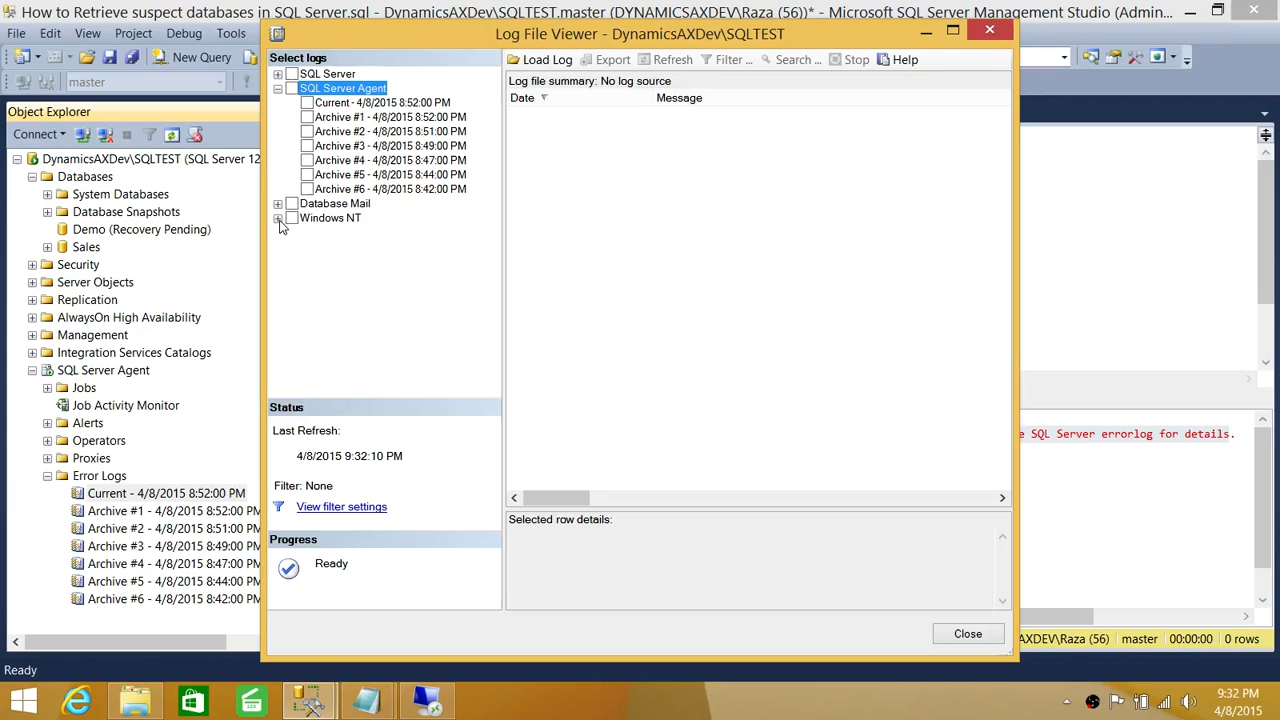 How to Retrieve suspect databases in SQL Server.sql - DynamicsAXDev\SQLTEST.master (DYNAMICSAXDEV\Raza (56))* - Microsoft SQL Server Management Studio (Admin...
File Edit View Project Debug Tools
New Query
master
Object Explorer
Connect
DynamicsAXDev\SQLTEST (SQL Server 12
Databases
System Databases
Database Snapshots
Demo (Recovery Pending)
Sales
Security
Server Objects
Replication
AlwaysOn High Availability
Management
Integration Services Catalogs
SQL Server Agent
Jobs
Job Activity Monitor
Alerts
Operators
Proxies
Error Logs
Current - 4/8/2015 8:52:00 PM
Archive #1 - 4/8/2015 8:52:00 PM
Archive #2 - 4/8/2015 8:51:00 PM
Archive #3 - 4/8/2015 8:49:00 PM
Archive #4 - 4/8/2015 8:47:00 PM
Archive #5 - 4/8/2015 8:44:00 PM
Archive #6 - 4/8/2015 8:42:00 PM
Log File Viewer - DynamicsAXDev\SQLTEST
Select logs
SQL Server
SQL Server Agent
Current - 4/8/2015 8:52:00 PM
Archive #1 - 4/8/2015 8:52:00 PM
Archive #2 - 4/8/2015 8:51:00 PM
Archive #3 - 4/8/2015 8:49:00 PM
Archive #4 - 4/8/2015 8:47:00 PM
Archive #5 - 4/8/2015 8:44:00 PM
Archive #6 - 4/8/2015 8:42:00 PM
Database Mail
Windows NT
Status
Last Refresh:
4/8/2015 9:32:10 PM
Filter: None
View filter settings
Progress
Ready
Load Log Export Refresh Filter ... Search ... Stop Help
Log file summary: No log source
Date Message
Selected row details:
Close
SQL Server errorlog for details.
AXDEV\Raza (56) master 00:00:00 0 rows
Ready
9:32 PM
4/8/2015